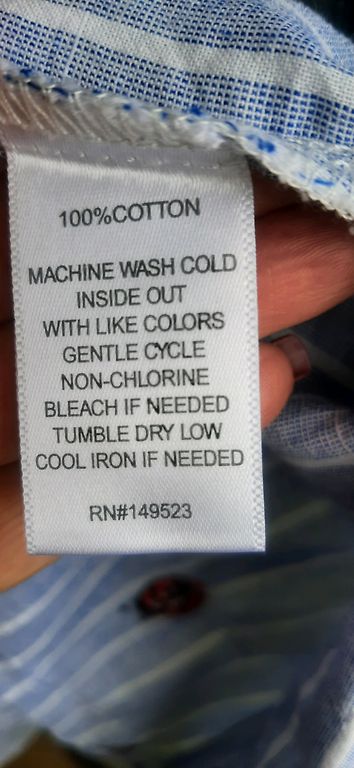 100%COTTON
MACHINE WASH COLD
INSIDE OUT
WITH LIKE COLORS
GENTLE CYCLE
NON-CHLORINE
BLEACH IF NEEDED
TUMBLE DRY LOW
COOL IRON IF NEEDED
RN#149523